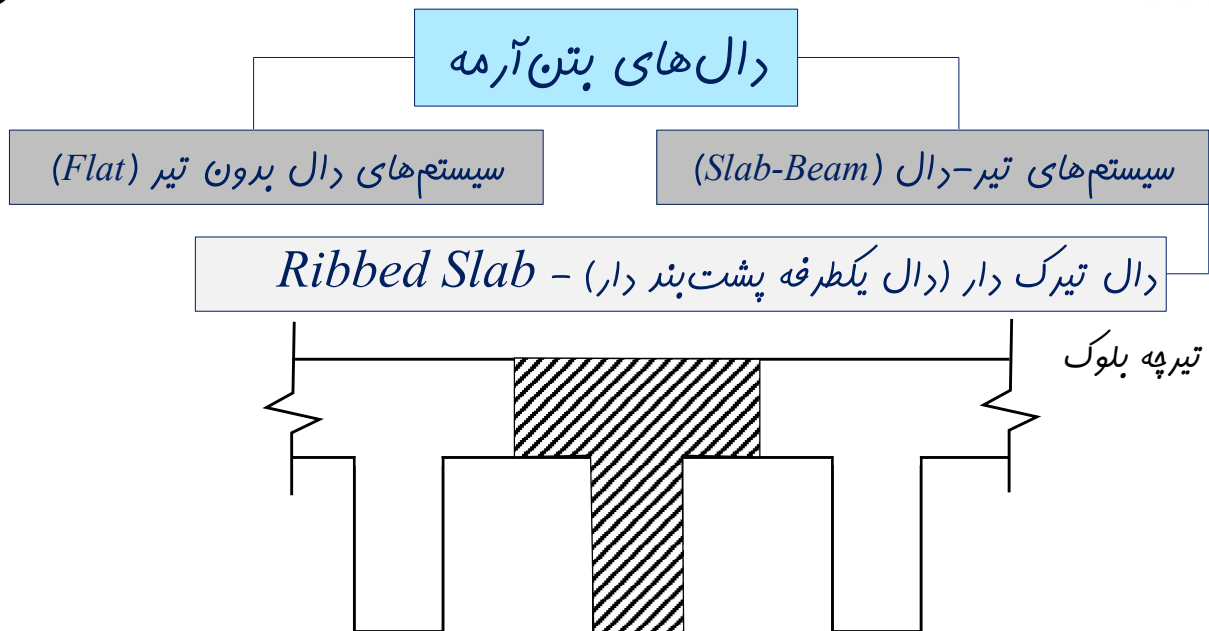 دال‌های بتن‌آرمه
سیستم‌های تیر-دال (Slab-Beam)
سیستم‌های دال بدون تیر (Flat)
دال تیرک دار (دال یکطرفه پشت‌بند دار) – Ribbed Slab
تیرچه بلوک